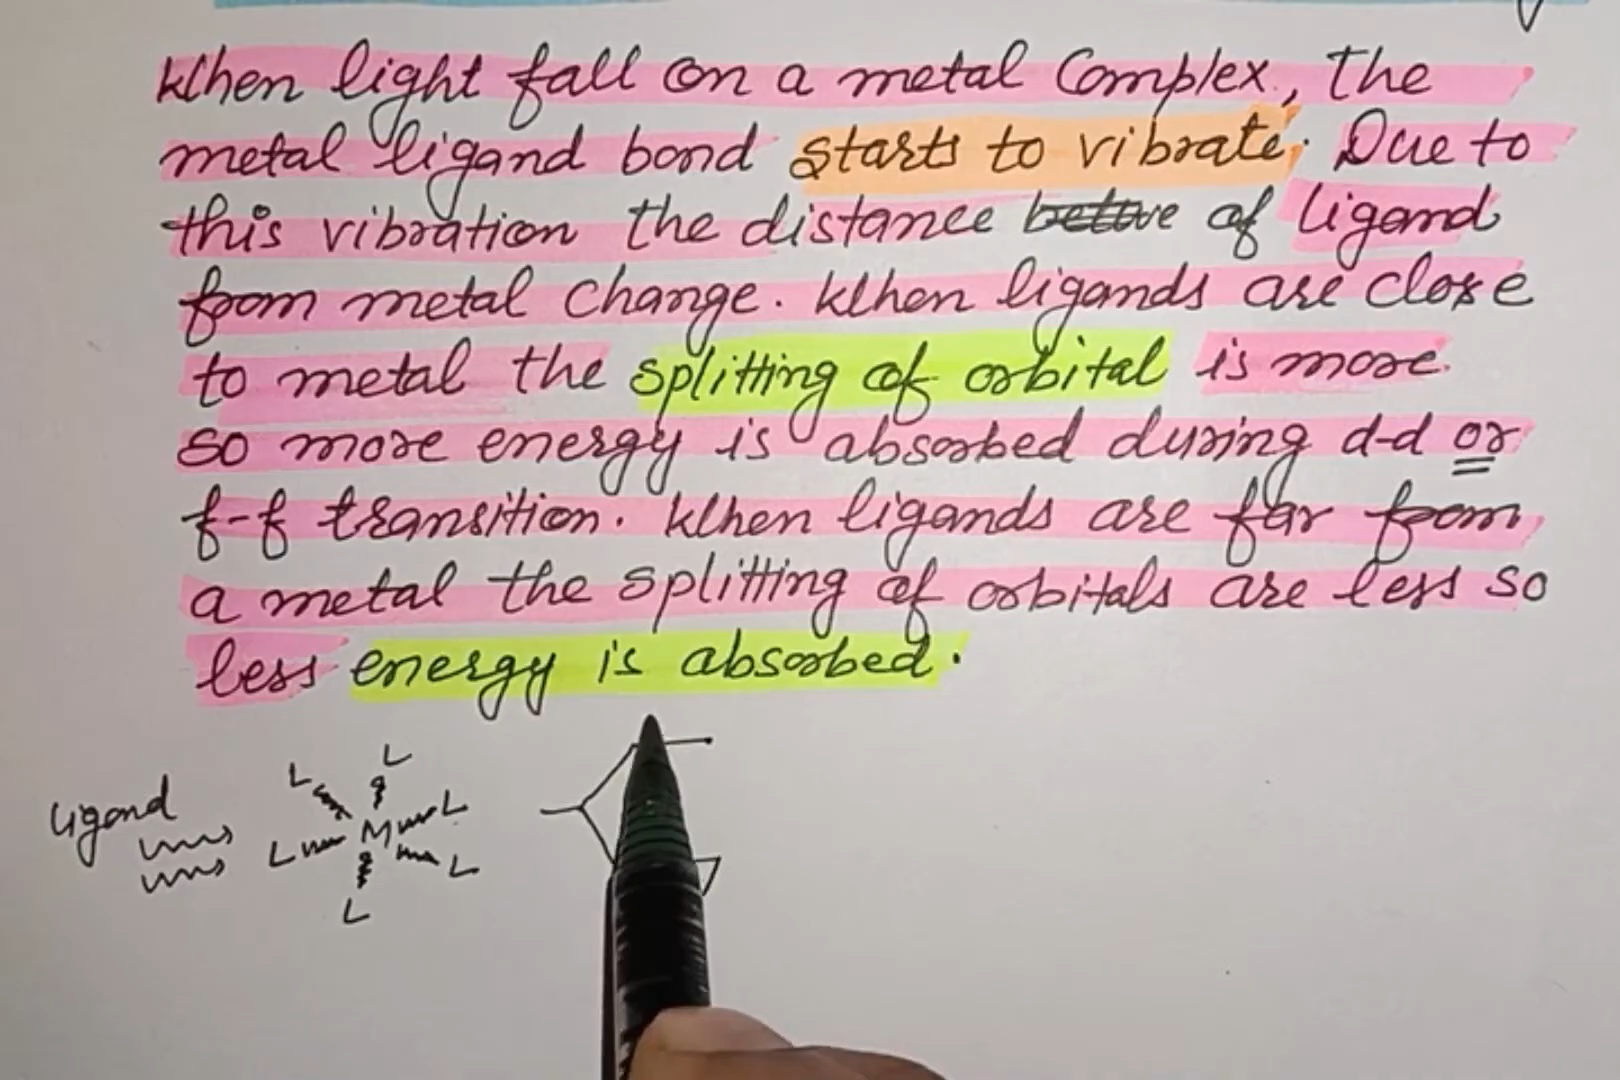 When light fall on a metal Complex, the
metal ligand bond starts to vibrate. Due to
this vibration the distance of ligand
from metal change. When ligands are close
to metal the splitting of orbital is more.
so more energy is absorbed during d-d or
f-f transition. When ligands are far from
a metal the splitting of orbitals are less so
less energy is absorbed.
L
L
ligand
L
M
L
L
L